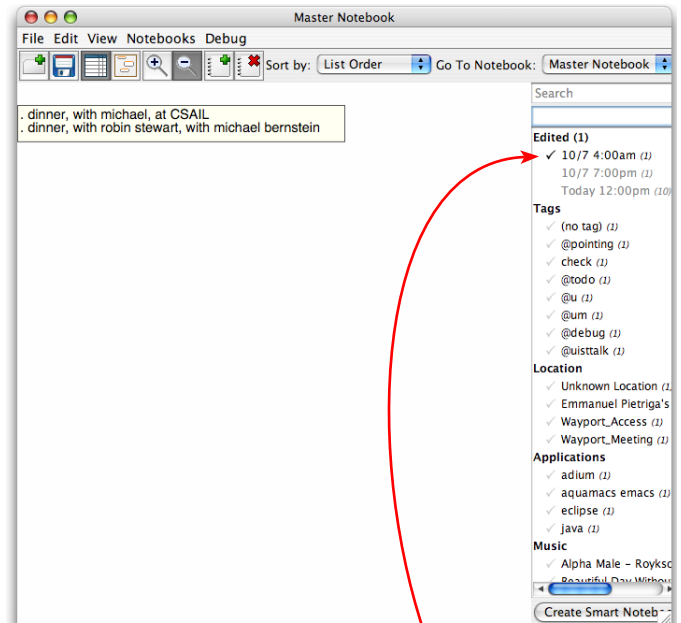 Master Notebook
File Edit View Notebooks Debug
Sort by: List Order Go To Notebook: Master Notebook
Search
. dinner, with michael, at CSAIL
. dinner, with robin stewart, with michael bernstein
Edited (1)
✓ 10/7 4:00am (1)
10/7 7:00pm (1)
Today 12:00pm (10)
Tags
✓ (no tag) (1)
✓ @pointing (1)
✓ check (1)
✓ @todo (1)
✓ @u (1)
✓ @um (1)
✓ @debug (1)
✓ @uisttalk (1)
Location
✓ Unknown Location (1,
✓ Emmanuel Pietriga's
✓ Wayport_Access (1)
✓ Wayport_Meeting (1)
Applications
✓ adium (1)
✓ aquamacs emacs (1)
✓ eclipse (1)
✓ java (1)
Music
✓ Alpha Male - Royksc
✓ Beautiful Day Withou
Create Smart Noteb